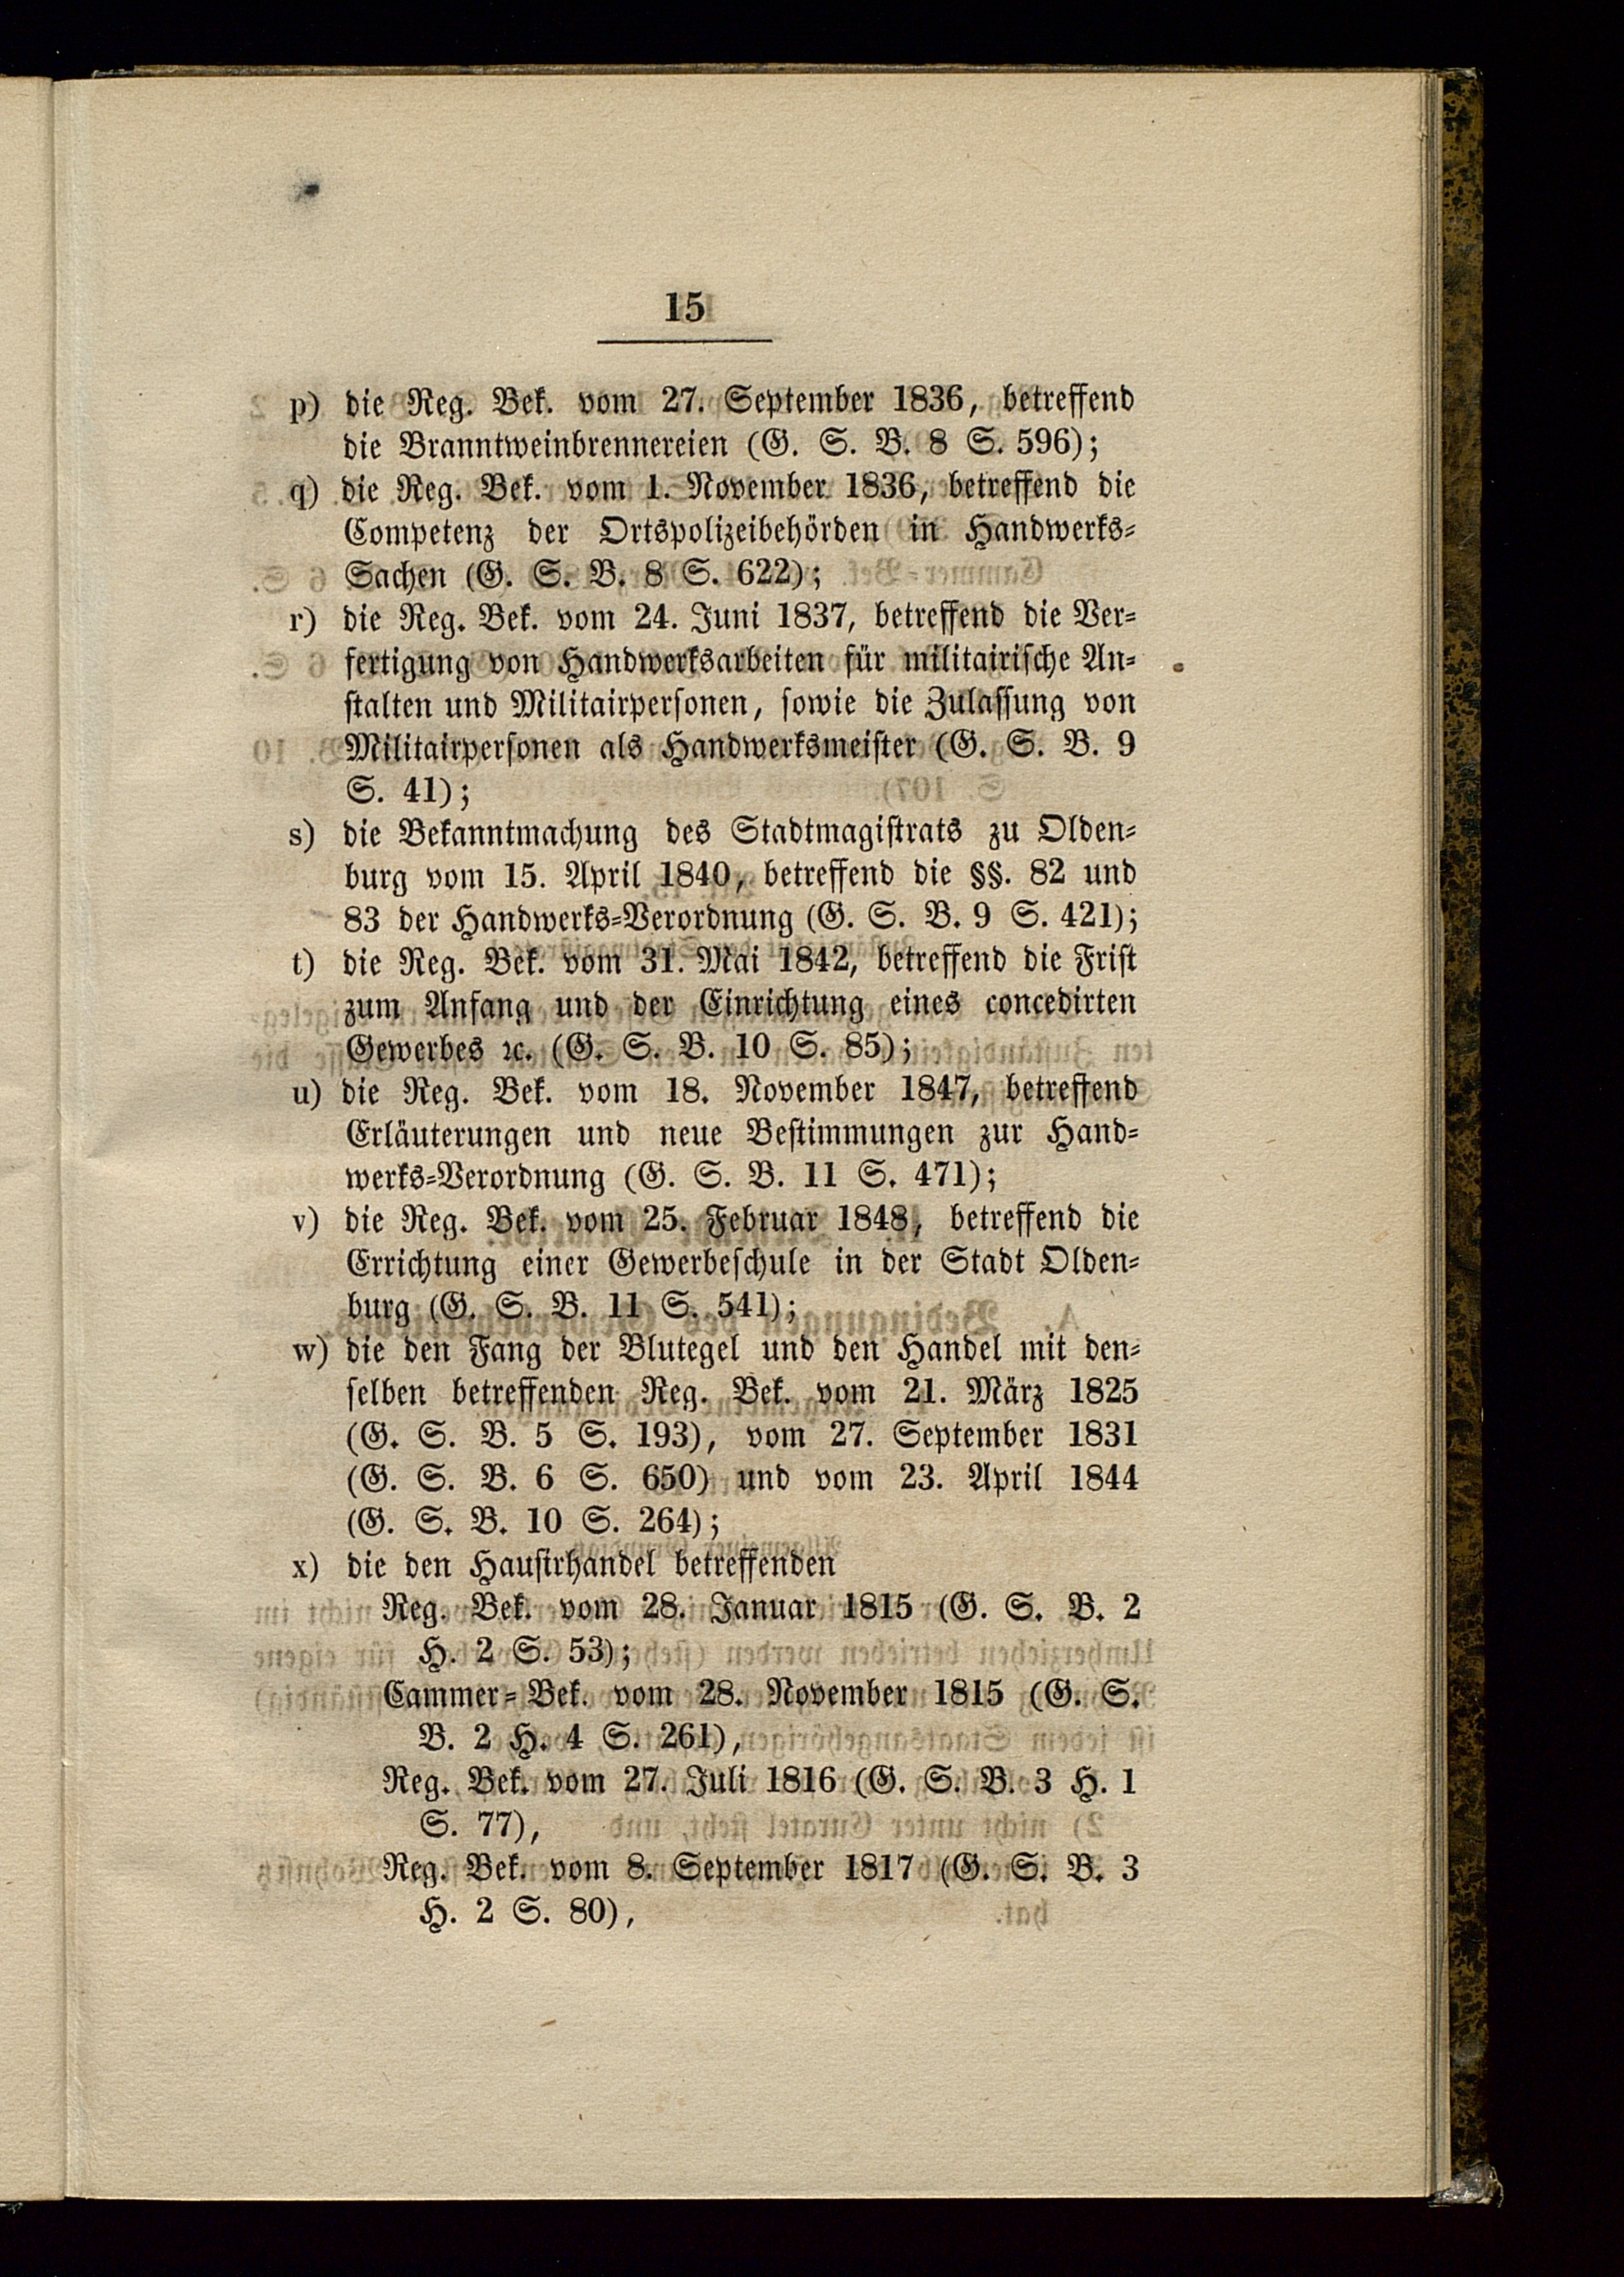 15
p) die Reg. Bek. vom 27. September 1836, betreffend
die Branntweinbrennereien (G. S. B. 8 S. 596);
q) die Reg. Bek. vom 1. November 1836, betreffend die
Competenz der Ortspolizeibehörden in Handwerks-
Sachen (G. S. B. 8 S. 622);
r) die Reg. Bek. vom 24. Juni 1837, betreffend die Ver-
fertigung von Handwerksarbeiten für militairische An-
stalten und Militairpersonen, sowie die Zulassung von
Militairpersonen als Handwerksmeister (G. S. B. 9
S. 41);
s) die Bekanntmachung des Stadtmagistrats zu Olden-
burg vom 15. April 1840, betreffend die §§. 82 und
83 der Handwerks-Verordnung (G. S. B. 9 S. 421);
t) die Reg. Bek. vom 31. Mai 1842, betreffend die Frist
zum Anfang und der Einrichtung eines concedirten
Gewerbes ꝛc. (G. S. B. 10 S. 85);
u) die Reg. Bek. vom 18. November 1847, betreffend
Erläuterungen und neue Bestimmungen zur Hand-
werks-Verordnung (G. S. B. 11 S. 471);
v) die Reg. Bek. vom 25. Februar 1848, betreffend die
Errichtung einer Gewerbeschule in der Stadt Olden-
burg (G. S. B. 11 S. 541);
w) die den Fang der Blutegel und den Handel mit den-
selben betreffenden Reg. Bek. vom 21. März 1825
(G. S. B. 5 S. 193), vom 27. September 1831
(G. S. B. 6 S. 650) und vom 23. April 1844
(G. S. B. 10 S. 264);
x) die den Hausirhandel betreffenden
Reg. Bek. vom 28. Januar 1815 (G. S. B. 2
H. 2 S. 53);
Cammer-Bek. vom 28. November 1815 (G. S.
B. 2 H. 4 S. 261),
Reg. Bek. vom 27. Juli 1816 (G. S. B. 3 H. 1
S. 77),
Reg. Bek. vom 8. September 1817 (G. S. B. 3
H. 2 S. 80),